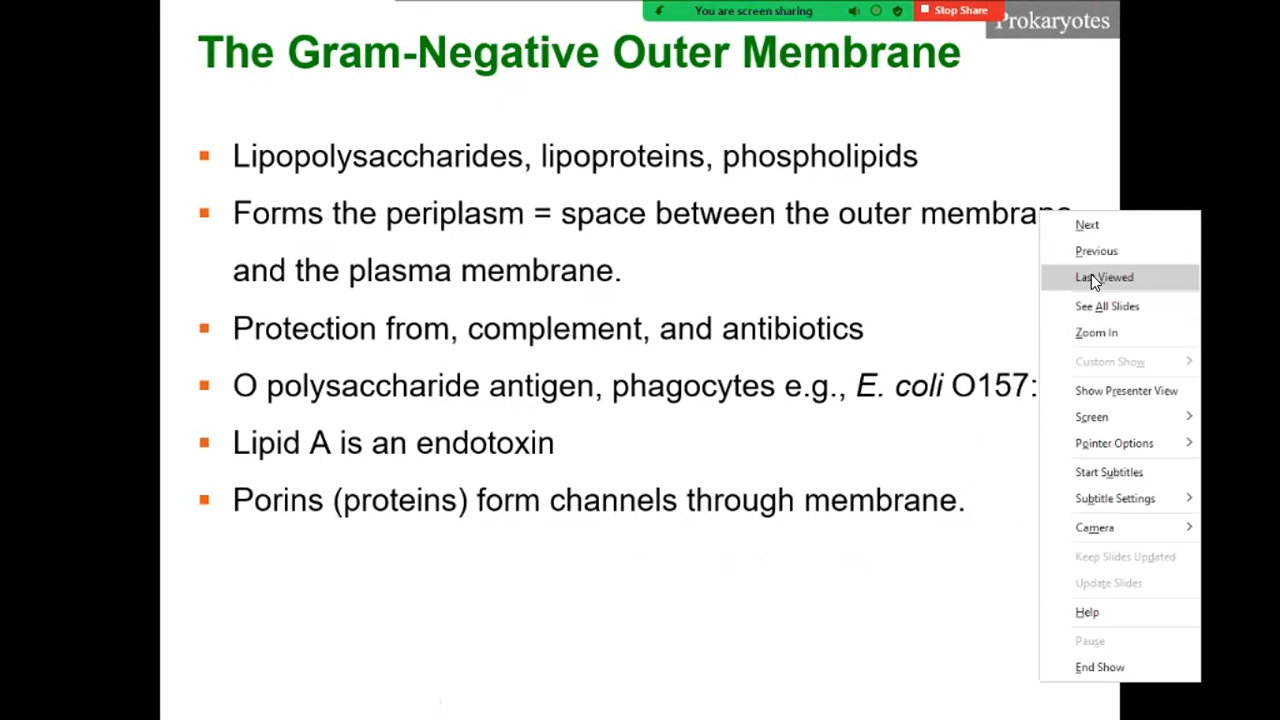 You are screen sharing
Stop Share
Prokaryotes
The Gram-Negative Outer Membrane
Lipopolysaccharides, lipoproteins, phospholipids
Forms the periplasm = space between the outer membrane
and the plasma membrane.
Protection from, complement, and antibiotics
O polysaccharide antigen, phagocytes e.g., E. coli O157:
Lipid A is an endotoxin
Porins (proteins) form channels through membrane.
Next
Previous
Last Viewed
See All Slides
Zoom In
Custom Show
Show Presenter View
Screen
Pointer Options
Start Subtitles
Subtitle Settings
Camera
Keep Slides Updated
Update Slides
Help
Pause
End Show